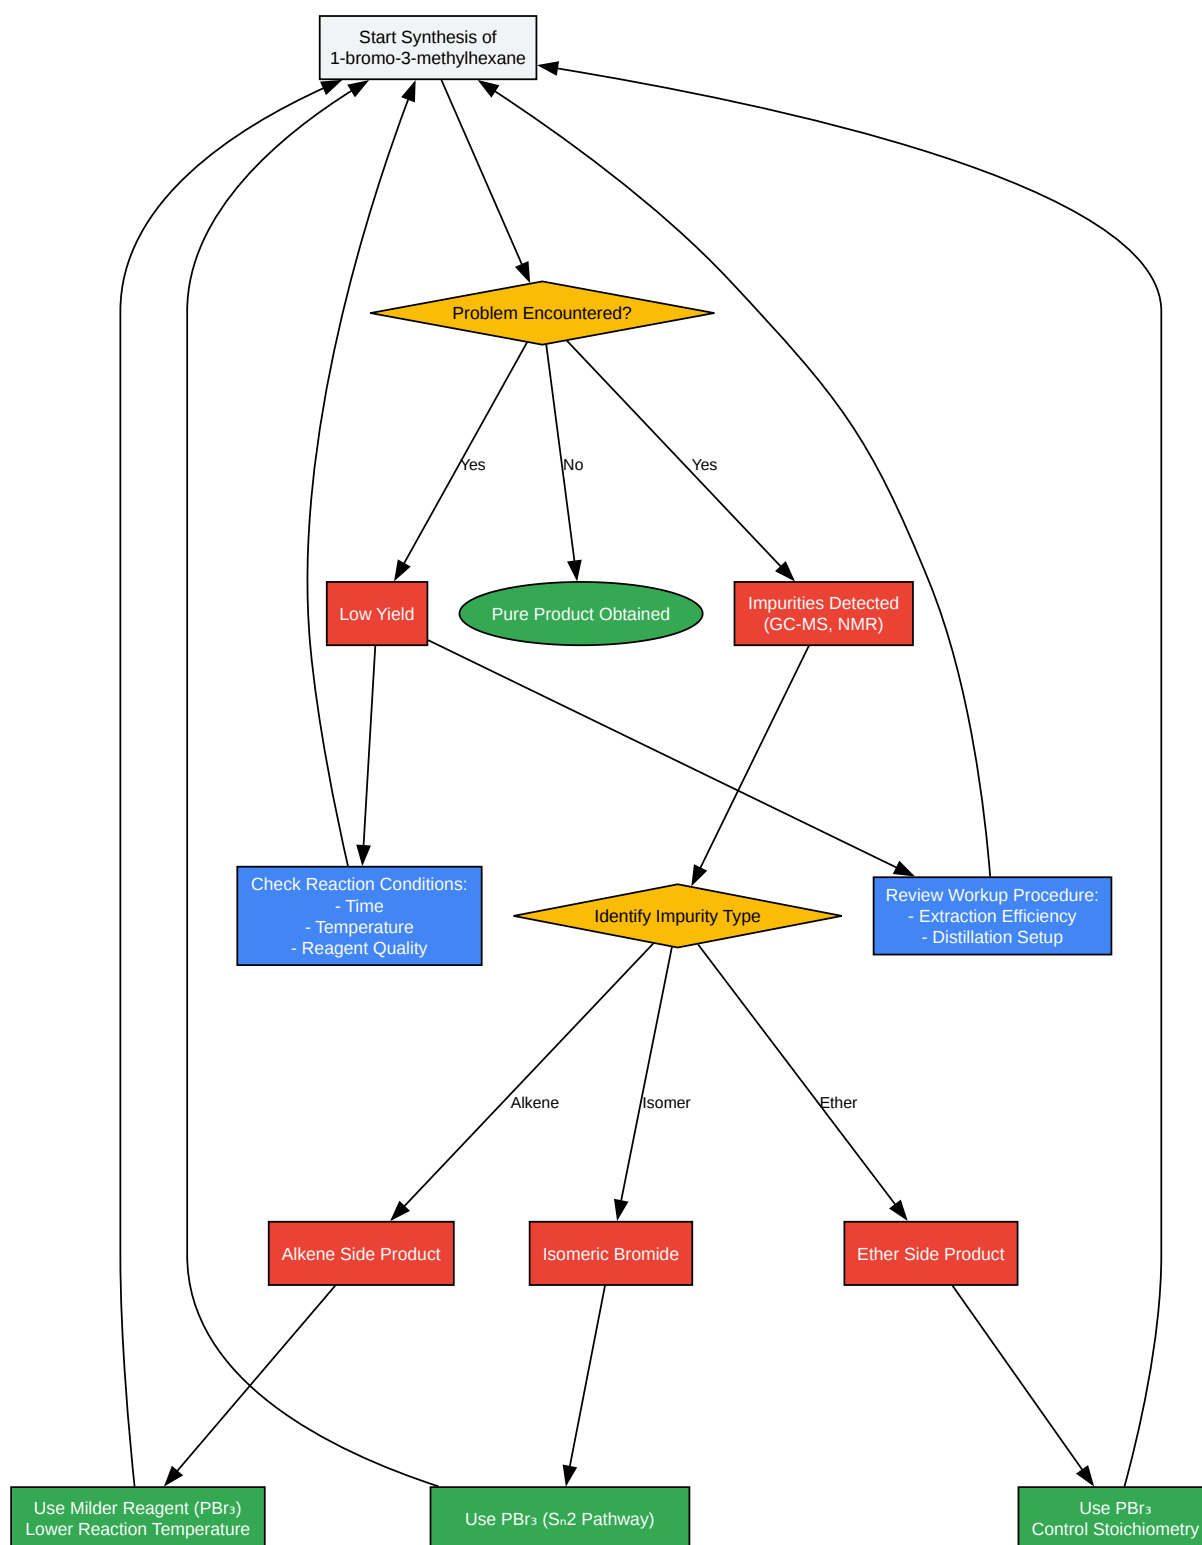 Start Synthesis of
1-bromo-3-methylhexane
Problem Encountered?
Yes
No
Yes
Low Yield
Pure Product Obtained
Impurities Detected
(GC-MS, NMR)
Check Reaction Conditions:
- Time
- Temperature
- Reagent Quality
Identify Impurity Type
Review Workup Procedure:
- Extraction Efficiency
- Distillation Setup
Alkene
Isomer
Ether
Alkene Side Product
Isomeric Bromide
Ether Side Product
Use Milder Reagent (PBr₃)
Lower Reaction Temperature
Use PBr₃ (Sₙ2 Pathway)
Use PBr₃
Control Stoichiometry